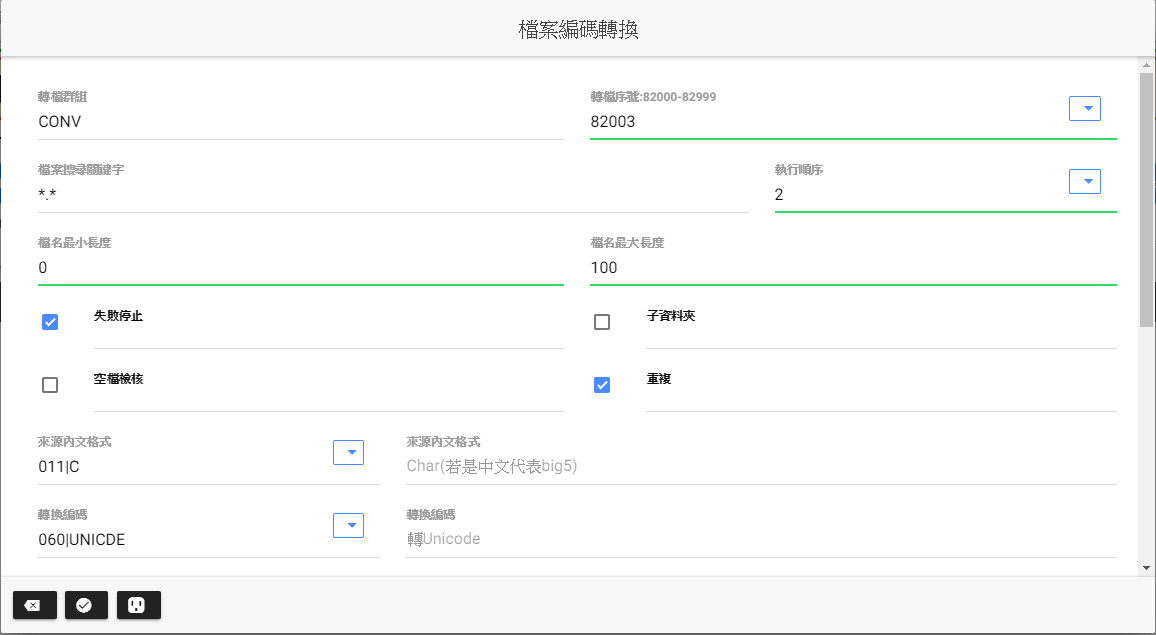 檔案編碼轉換
轉檔群組
CONV
轉檔序號:82000-82999
82003
檔案搜尋關鍵字
*.*
執行順序
2
檔名最小長度
0
檔名最大長度
100
失敗停止
子資料夾
空檔檢核
重複
來源內文格式
011|C
來源內文格式
Char(若是中文代表big5)
轉換編碼
060|UNICDE
轉換編碼
轉Unicode